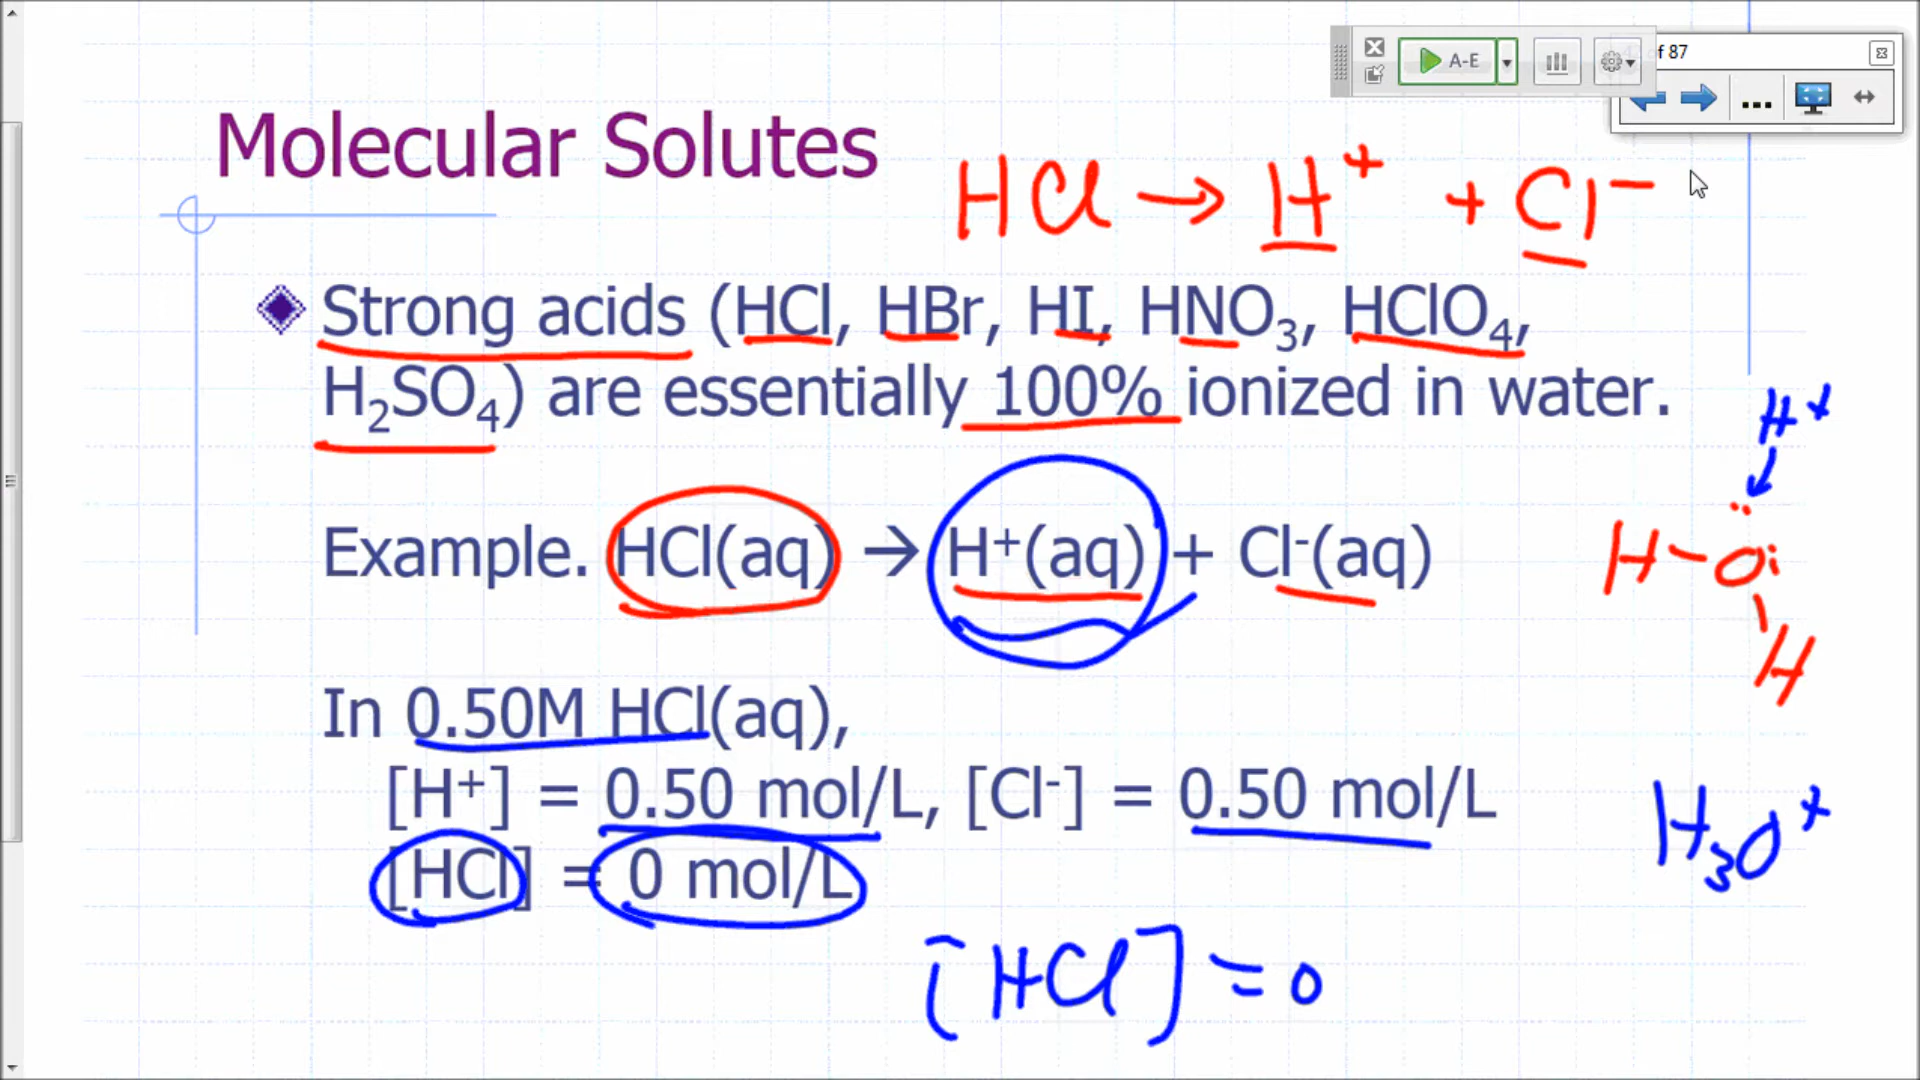 of 87
A-E
...
Molecular Solutes
HCl → H⁺ + Cl⁻
Strong acids (HCl, HBr, HI, HNO₃, HClO₄,
H₂SO₄) are essentially 100% ionized in water.
H⁺
Example. HCl(aq) → H⁺(aq) + Cl⁻(aq)
H-O
H
In 0.50M HCl(aq),
[H⁺] = 0.50 mol/L, [Cl⁻] = 0.50 mol/L
H₃O⁺
[HCl] = 0 mol/L
[HCl] = 0